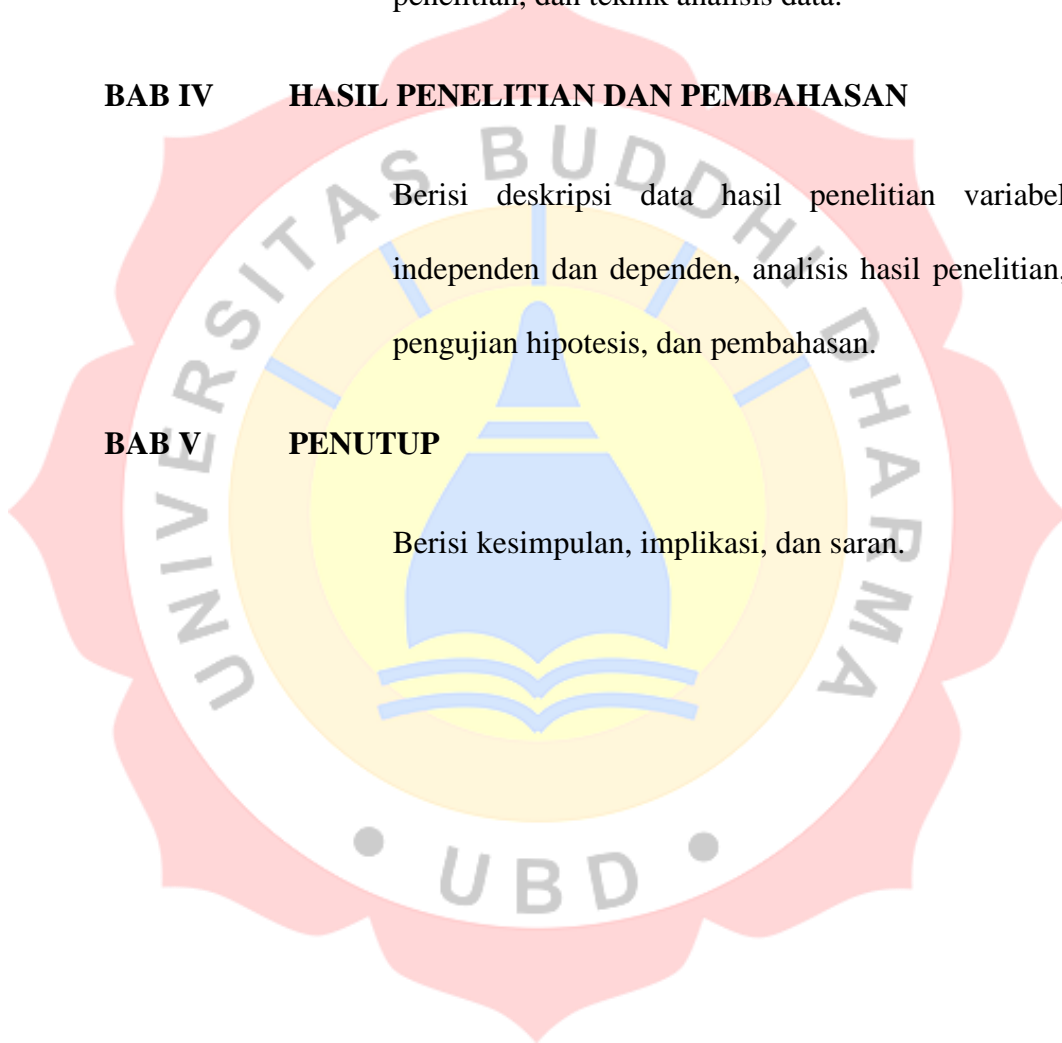 penelitian, dan teknik analisis data.
BAB IV HASIL PENELITIAN DAN PEMBAHASAN
Berisi deskripsi data hasil penelitian variabel
independen dan dependen, analisis hasil penelitian,
pengujian hipotesis, dan pembahasan.
BAB V PENUTUP
Berisi kesimpulan, implikasi, dan saran.
UNIVERSITAS BUDDHI DHARMA
• UBD •